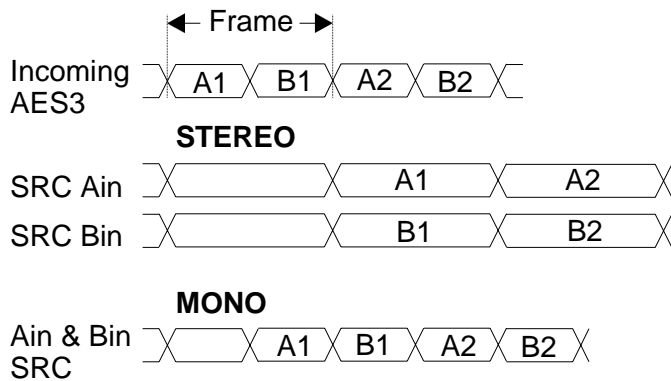 Frame
Incoming A1 B1 A2 B2
AES3
STEREO
SRC Ain A1 A2
SRC Bin B1 B2
MONO
Ain & Bin A1 B1 A2 B2
SRC